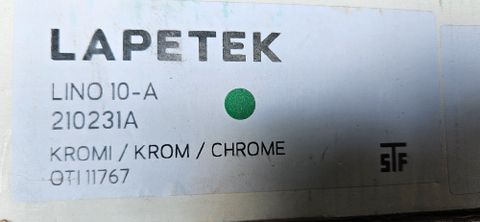 LAPETEK
LINO 10-A
210231A
KROMI / KROM / CHROME
OTI 11767
STF